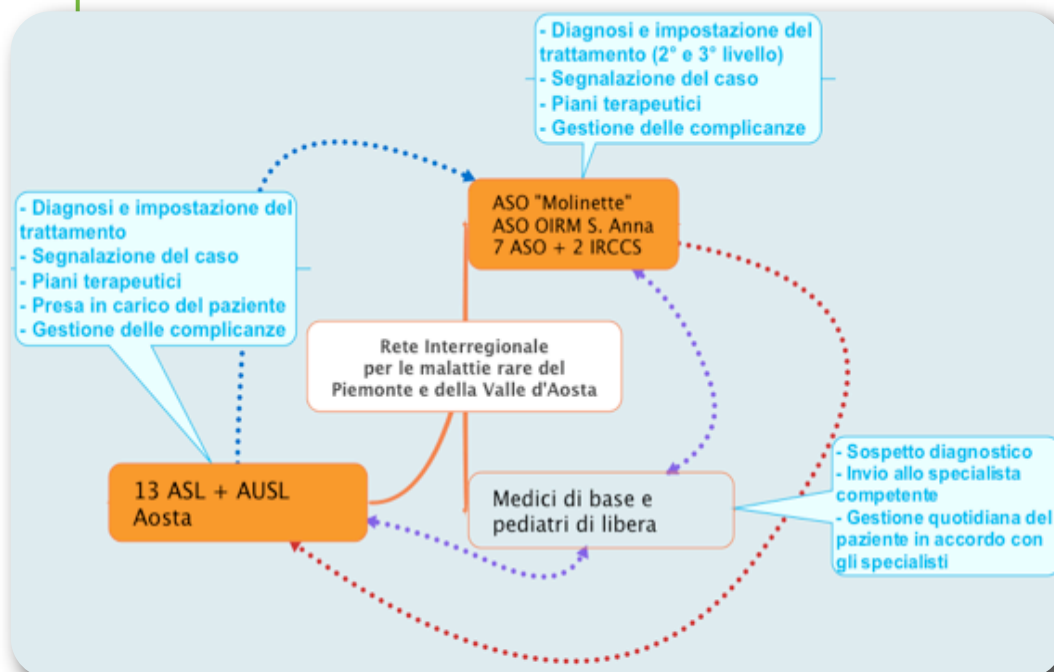 - Diagnosi e impostazione del
trattamento (2° e 3° livello)
- Segnalazione del caso
- Piani terapeutici
- Gestione delle complicanze
ASO "Molinette"
ASO OIRM S. Anna
7 ASO + 2 IRCCS
- Diagnosi e impostazione del
trattamento
- Segnalazione del caso
- Piani terapeutici
- Presa in carico del paziente
- Gestione delle complicanze
Rete Interregionale
per le malattie rare del
Piemonte e della Valle d'Aosta
13 ASL + AUSL
Aosta
Medici di base e
pediatri di libera
- Sospetto diagnostico
- Invio allo specialista
competente
- Gestione quotidiana del
paziente in accordo con
gli specialisti